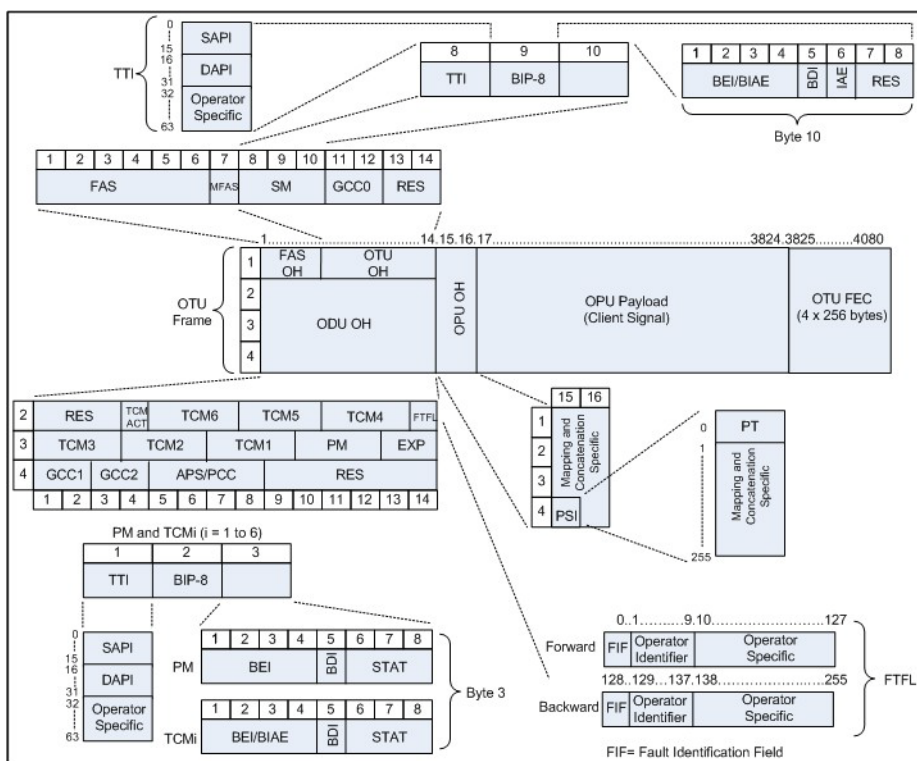 0
15
16
31
32
63
TTI
SAPI
DAPI
Operator Specific
8 9 10
TTI BIP-8
1 2 3 4 5 6 7 8
BEI/BIAE BDI IAE RES
Byte 10
1 2 3 4 5 6 7 8 9 10 11 12 13 14
FAS MFAS SM GCC0 RES
1.................................14.15.16.17......................................................3824.3825.........4080
OTU Frame
1
2
3
4
FAS OH
OTU OH
ODU OH
OPU OH
OPU Payload
(Client Signal)
OTU FEC
(4 x 256 bytes)
2 RES TCM ACT TCM6 TCM5 TCM4 FTFL
3 TCM3 TCM2 TCM1 PM EXP
4 GCC1 GCC2 APS/PCC RES
1 2 3 4 5 6 7 8 9 10 11 12 13 14
15 16
1
2
3
4
Mapping and Concatenation Specific
PSI
0
1
255
PT
Mapping and Concatenation Specific
PM and TCMi (i = 1 to 6)
1 2 3
TTI BIP-8
0
15
16
31
32
63
SAPI
DAPI
Operator Specific
PM
1 2 3 4 5 6 7 8
BEI BDI STAT
TCMi
1 2 3 4 5 6 7 8
BEI/BIAE BDI STAT
Byte 3
0..1............9.10............................127
Forward FIF Operator Identifier Operator Specific
128..129...137.138............................255
Backward FIF Operator Identifier Operator Specific
FTFL
FIF= Fault Identification Field